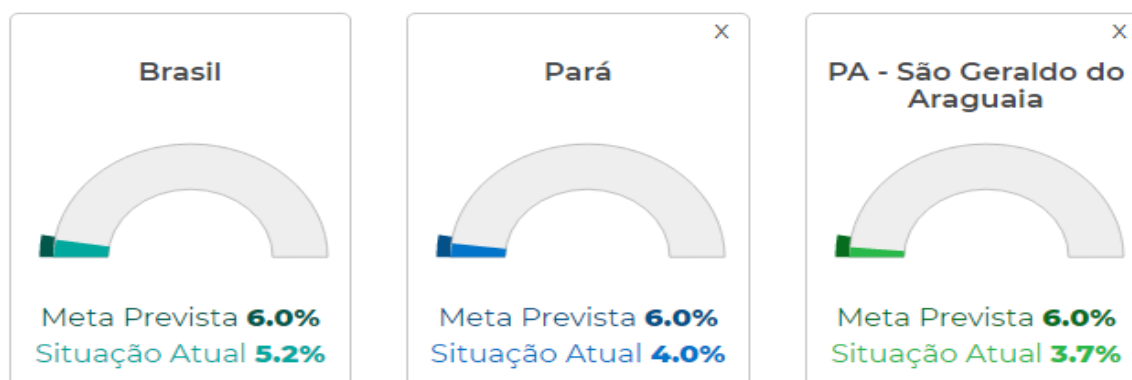 Brasil
Meta Prevista 6.0%
Situação Atual 5.2%
X
Pará
Meta Prevista 6.0%
Situação Atual 4.0%
X
PA - São Geraldo do
Araguaia
Meta Prevista 6.0%
Situação Atual 3.7%